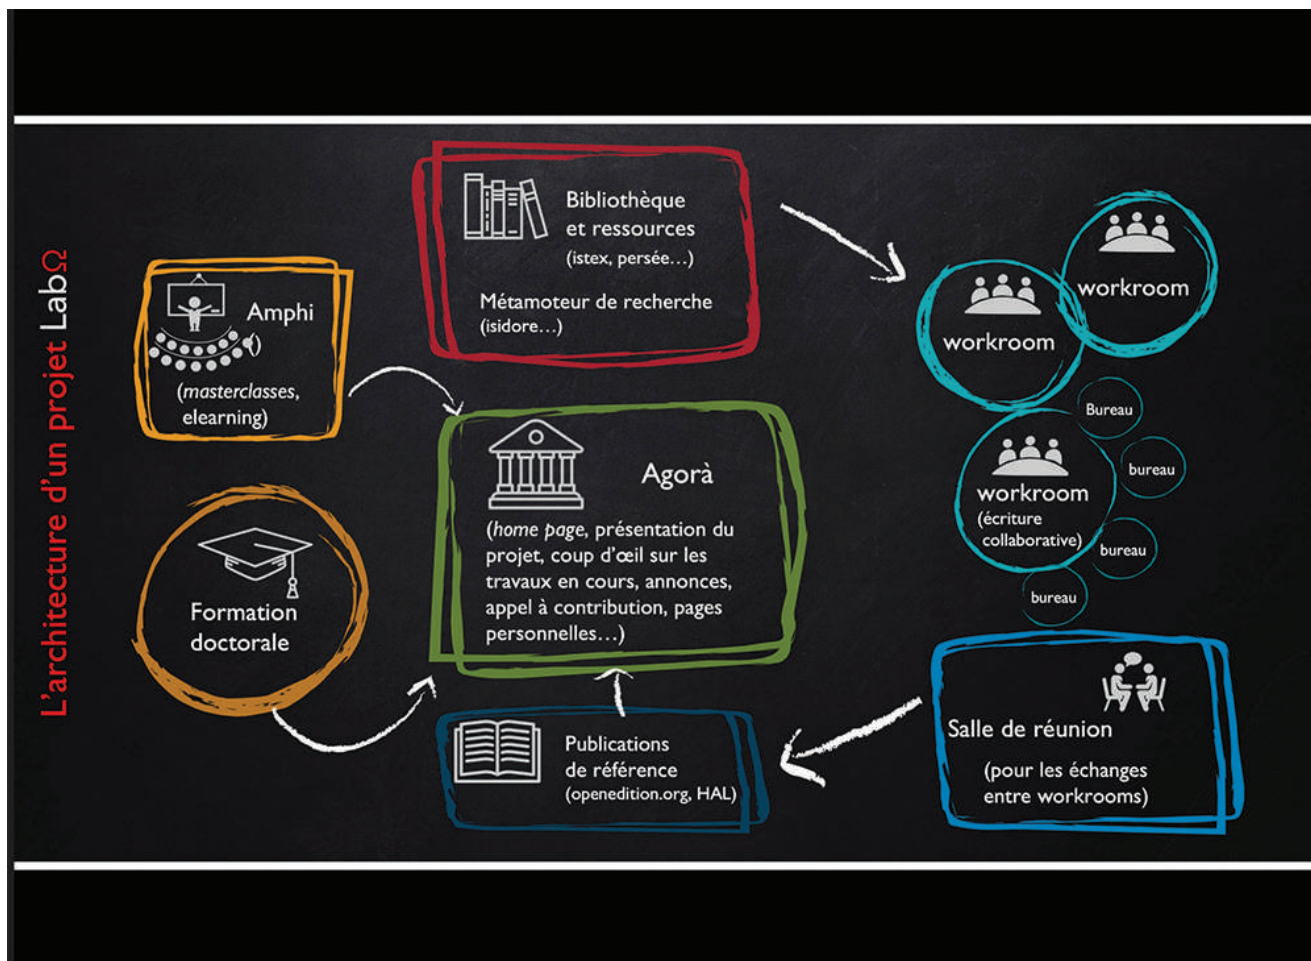 L'architecture d'un projet LabΩ
Amphi
(masterclasses,
elearning)
Formation
doctorale
Bibliothèque
et ressources
(istex, persée...)
Métamoteur de recherche
(isidore...)
Agorà
(home page, présentation du
projet, coup d'œil sur les
travaux en cours, annonces,
appel à contribution, pages
personnelles...)
Publications
de référence
(openedition.org, HAL)
workroom
workroom
Bureau
workroom
(écriture
collaborative)
bureau
bureau
bureau
Salle de réunion
(pour les échanges
entre workrooms)